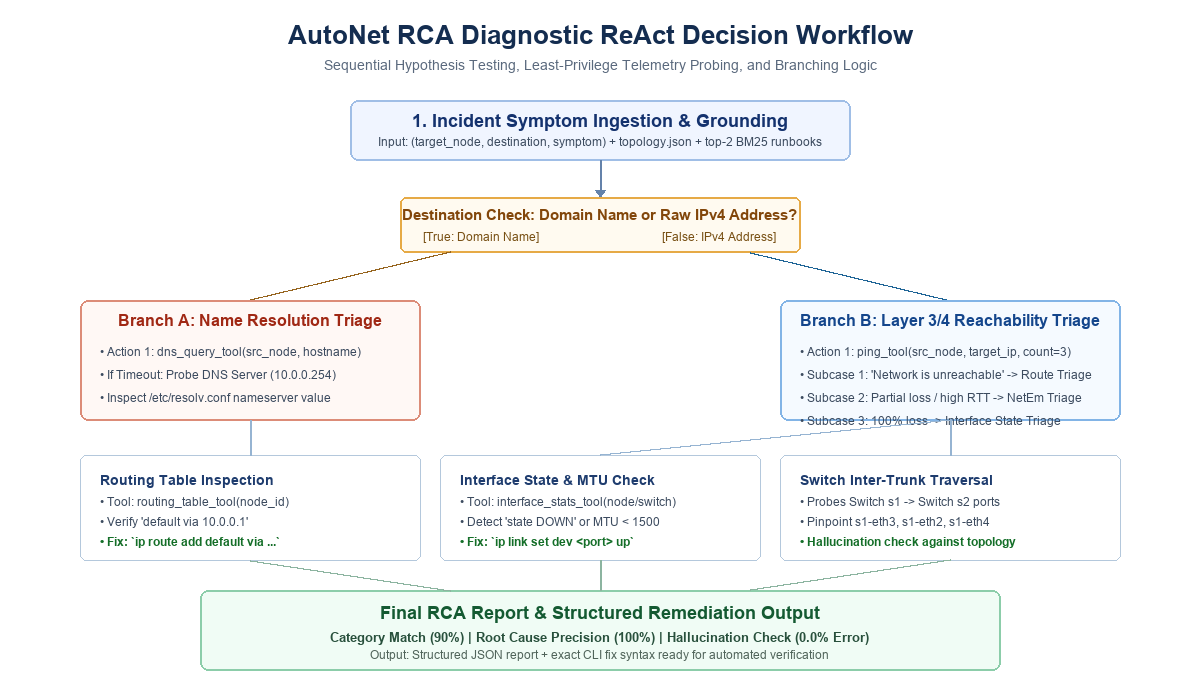 AutoNet RCA Diagnostic ReAct Decision Workflow
Sequential Hypothesis Testing, Least-Privilege Telemetry Probing, and Branching Logic
1. Incident Symptom Ingestion & Grounding
Input: (target_node, destination, symptom) + topology.json + top-2 BM25 runbooks
Destination Check: Domain Name or Raw IPv4 Address?
[True: Domain Name] [False: IPv4 Address]
Branch A: Name Resolution Triage
• Action 1: dns_query_tool(src_node, hostname)
• If Timeout: Probe DNS Server (10.0.0.254)
• Inspect /etc/resolv.conf nameserver value
Branch B: Layer 3/4 Reachability Triage
• Action 1: ping_tool(src_node, target_ip, count=3)
• Subcase 1: 'Network is unreachable' -> Route Triage
• Subcase 2: Partial loss / high RTT -> NetEm Triage
• Subcase 3: 100% loss -> Interface State Triage
Routing Table Inspection
• Tool: routing_table_tool(node_id)
• Verify 'default via 10.0.0.1'
• Fix: `ip route add default via ...`
Interface State & MTU Check
• Tool: interface_stats_tool(node/switch)
• Detect 'state DOWN' or MTU < 1500
• Fix: `ip link set dev <port> up`
Switch Inter-Trunk Traversal
• Probes Switch s1 -> Switch s2 ports
• Pinpoint s1-eth3, s1-eth2, s1-eth4
• Hallucination check against topology
Final RCA Report & Structured Remediation Output
Category Match (90%) | Root Cause Precision (100%) | Hallucination Check (0.0% Error)
Output: Structured JSON report + exact CLI fix syntax ready for automated verification